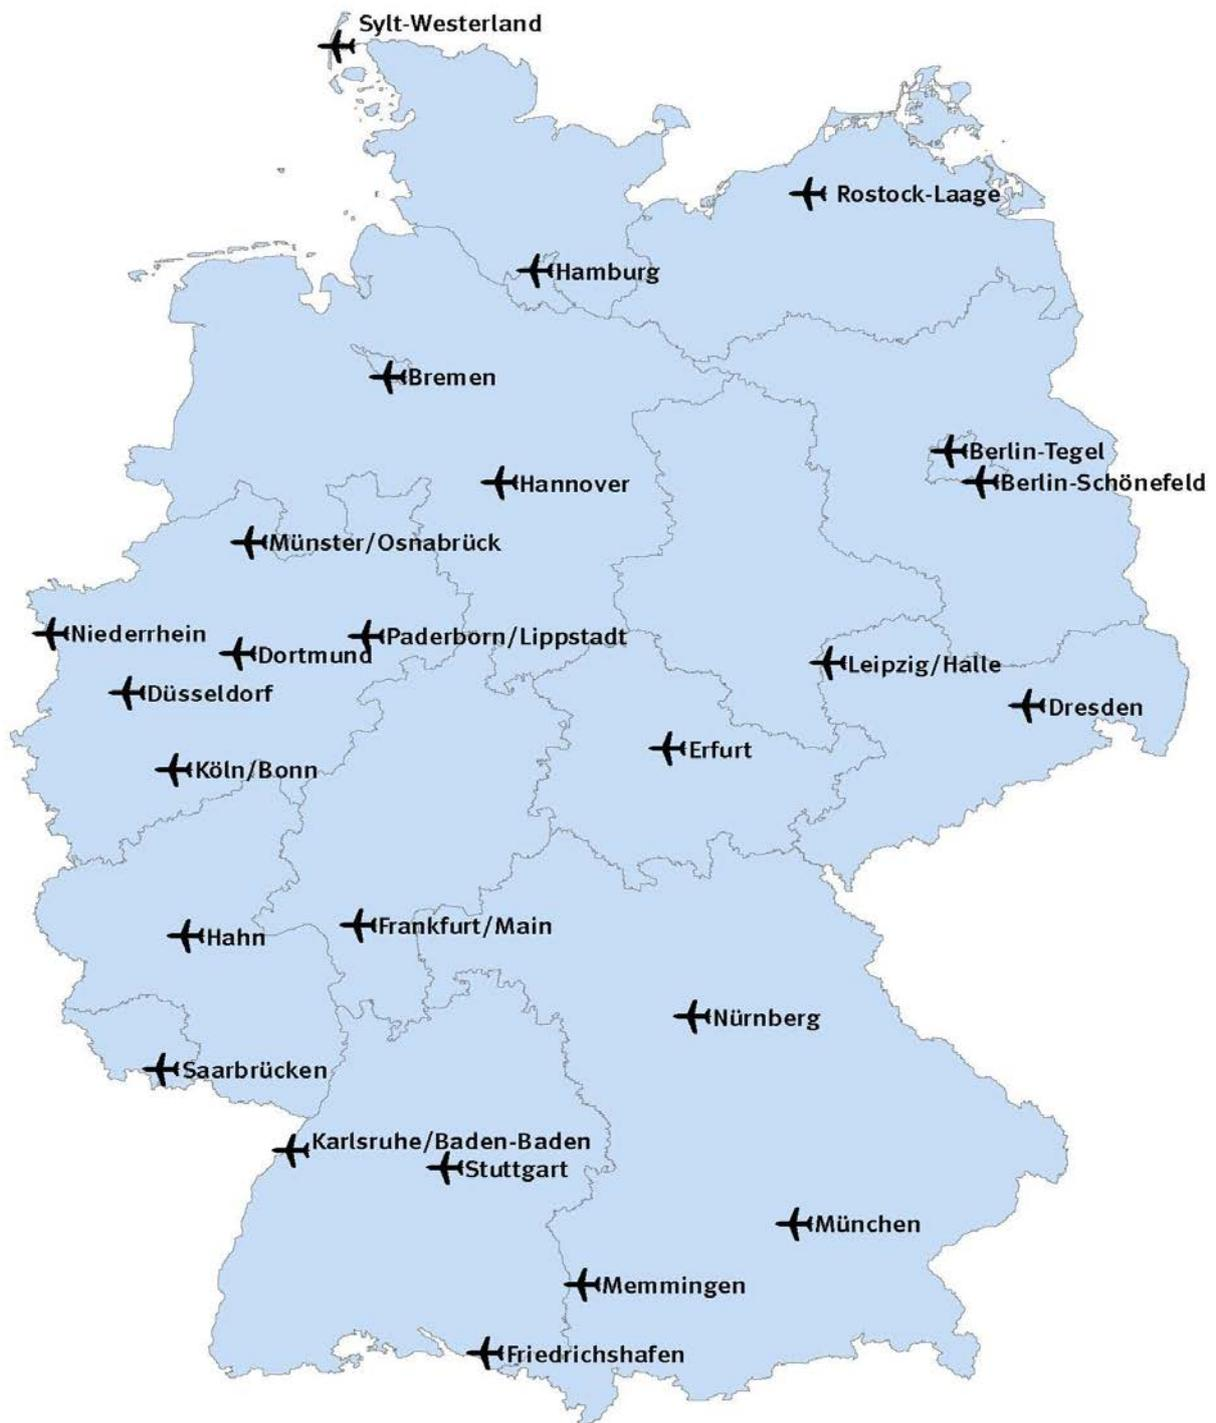 Sylt-Westerland
Rostock-Laage
Hamburg
Bremen
Berlin-Tegel
Berlin-Schönefeld
Hannover
Münster/Osnabrück
Niederrhein
Paderborn/Lippstadt
Dortmund
Leipzig/Halle
Düsseldorf
Dresden
Erfurt
Köln/Bonn
Frankfurt/Main
Hahn
Nürnberg
Saarbrücken
Karlsruhe/Baden-Baden
Stuttgart
München
Memmingen
Friedrichshafen